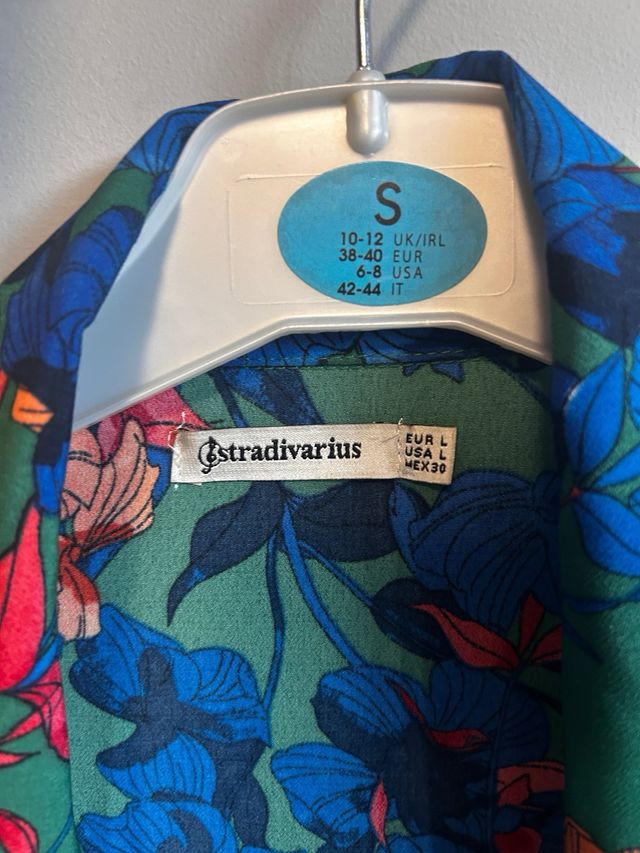 S
10-12 UK/IRL
38-40 EUR
6-8 USA
42-44 IT
stradivarius
EUR L
USA L
MEX 30